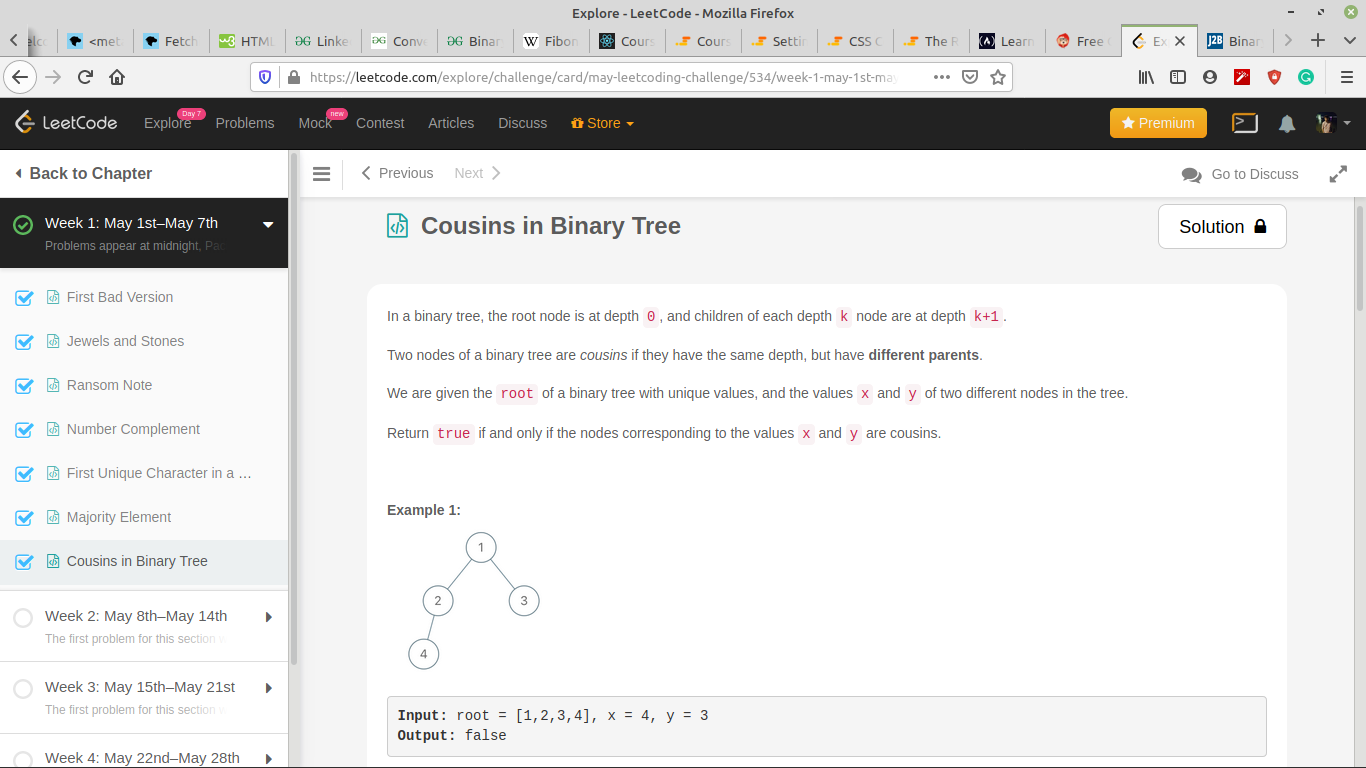 Explore - LeetCode - Mozilla Firefox
<met
Fetch
HTML
Linke
Conve
Binar
Fibon
Cours
Cours
Settin
CSS C
The R
Learn
Free C
Ex
Binar
https://leetcode.com/explore/challenge/card/may-leetcoding-challenge/534/week-1-may-1st-may
LeetCode
Explore Day 7
Problems
Mock new
Contest
Articles
Discuss
Store
Premium
Back to Chapter
Previous
Next
Go to Discuss
Week 1: May 1st–May 7th
Problems appear at midnight, Pac
First Bad Version
Jewels and Stones
Ransom Note
Number Complement
First Unique Character in a ...
Majority Element
Cousins in Binary Tree
Week 2: May 8th–May 14th
The first problem for this section w
Week 3: May 15th–May 21st
The first problem for this section w
Week 4: May 22nd–May 28th
Cousins in Binary Tree
Solution
In a binary tree, the root node is at depth 0, and children of each depth k node are at depth k+1.
Two nodes of a binary tree are cousins if they have the same depth, but have different parents.
We are given the root of a binary tree with unique values, and the values x and y of two different nodes in the tree.
Return true if and only if the nodes corresponding to the values x and y are cousins.
Example 1:
1
2
3
4
Input: root = [1,2,3,4], x = 4, y = 3
Output: false